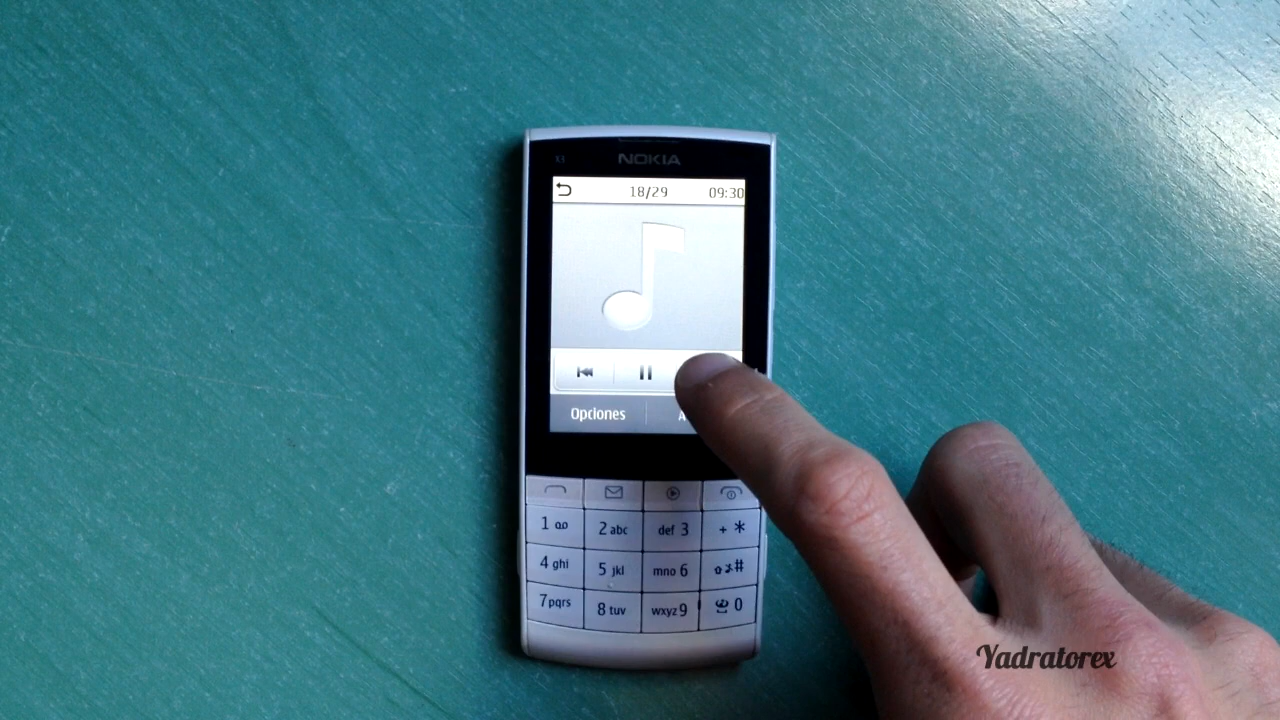 X3
NOKIA
18/29 09:30
Opciones
1
2 abc
def 3
+ *
4 ghi
5 jkl
mno 6
#
7 pqrs
8 tuv
wxyz 9
0
Yadratorex